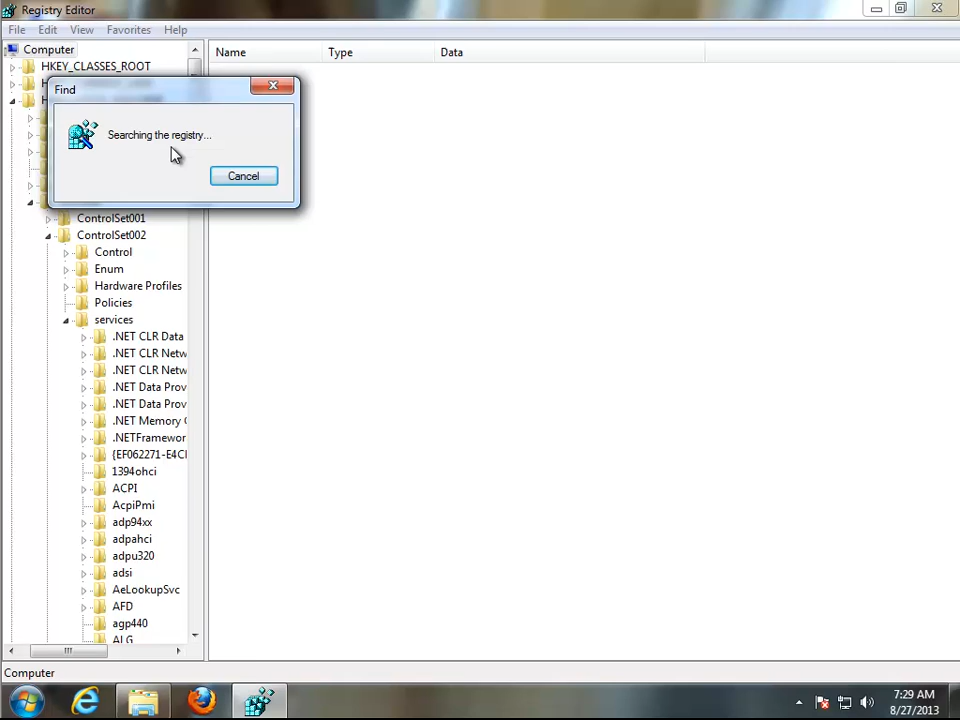 Registry Editor
File Edit View Favorites Help
Computer
Name Type Data
HKEY_CLASSES_ROOT
Find
Searching the registry...
Cancel
ControlSet001
ControlSet002
Control
Enum
Hardware Profiles
Policies
services
.NET CLR Data
.NET CLR Netw
.NET CLR Netw
.NET Data Prov
.NET Data Prov
.NET Memory C
.NETFramewor
{EF062271-E4CI
1394ohci
ACPI
AcpiPmi
adp94xx
adpahci
adpu320
adsi
AeLookupSvc
AFD
agp440
ALG
Computer
7:29 AM
8/27/2013